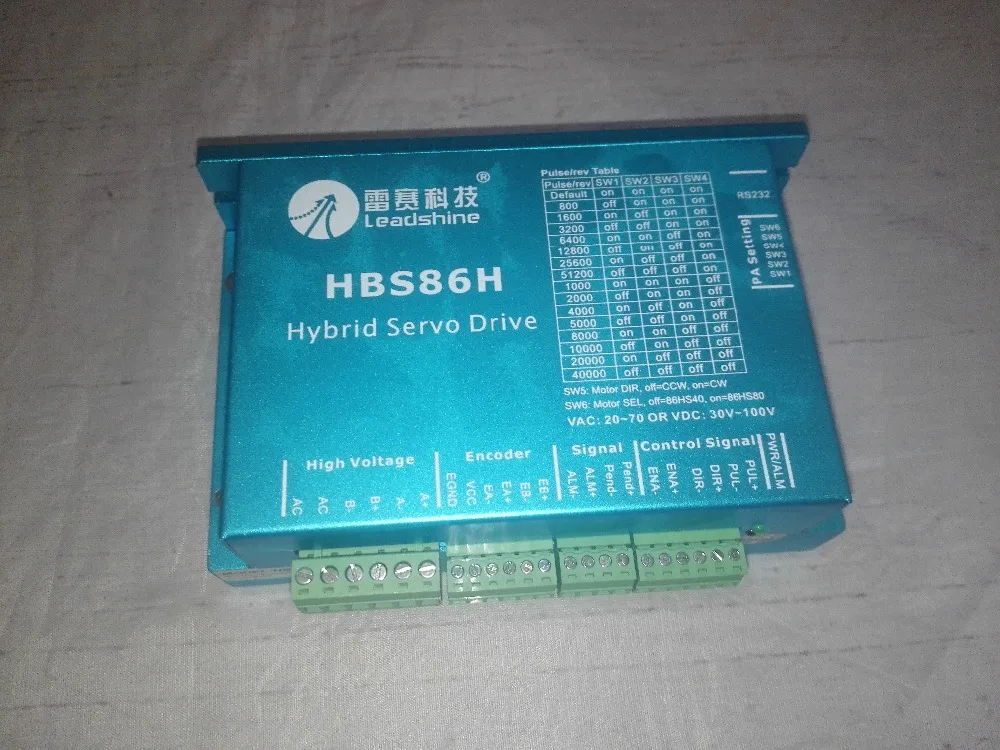 雷赛科技®
Leadshine
HBS86H
Hybrid Servo Drive
Pulse/rev Table
Pulse/rev SW1 SW2 SW3 SW4
Default on on on on
800 off on on on
1600 on off on on
3200 off off on on
6400 on on off on
12800 off on off on
25600 on off off on
51200 off off off on
1000 on on on off
2000 off on on off
4000 on off on off
5000 off off on off
8000 on on off off
10000 off on off off
20000 on off off off
40000 off off off off
SW5: Motor DIR, off=CCW, on=CW
SW6: Motor SEL, off=86HS40, on=86HS80
VAC: 20~70 OR VDC: 30V~100V
RS232
PA Setting
SW6
SW5
SW4
SW3
SW2
SW1
High Voltage
AC
AC
B-
B+
A-
A+
Encoder
EGND
VCC
EA-
EA+
EB-
EB+
Signal
ALM-
ALM+
Pend-
Pend+
Control Signal
ENA-
ENA+
DIR-
DIR+
PUL-
PUL+
PWR/ALM